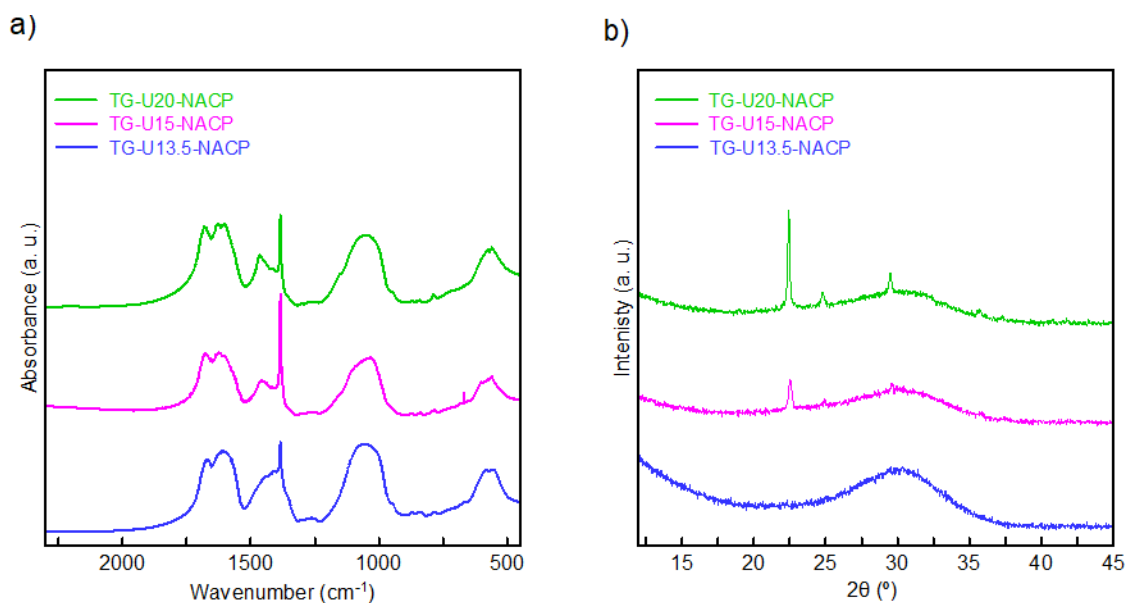 a)
TG-U20-NACP
TG-U15-NACP
TG-U13.5-NACP
Absorbance (a. u.)
2000 1500 1000 500
Wavenumber (cm⁻¹)
b)
TG-U20-NACP
TG-U15-NACP
TG-U13.5-NACP
Intenisty (a. u.)
15 20 25 30 35 40 45
2θ (º)